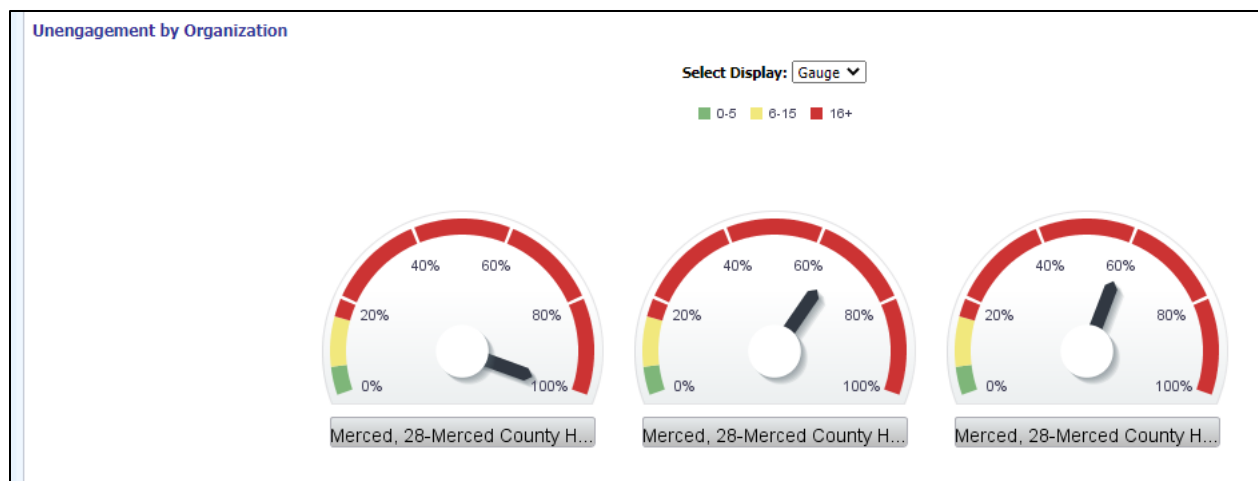 Unengagement by Organization
Select Display: Gauge
0-5 6-15 16+
40% 60%
20% 80%
0% 100%
Merced, 28-Merced County H...
40% 60%
20% 80%
0% 100%
Merced, 28-Merced County H...
40% 60%
20% 80%
0% 100%
Merced, 28-Merced County H...